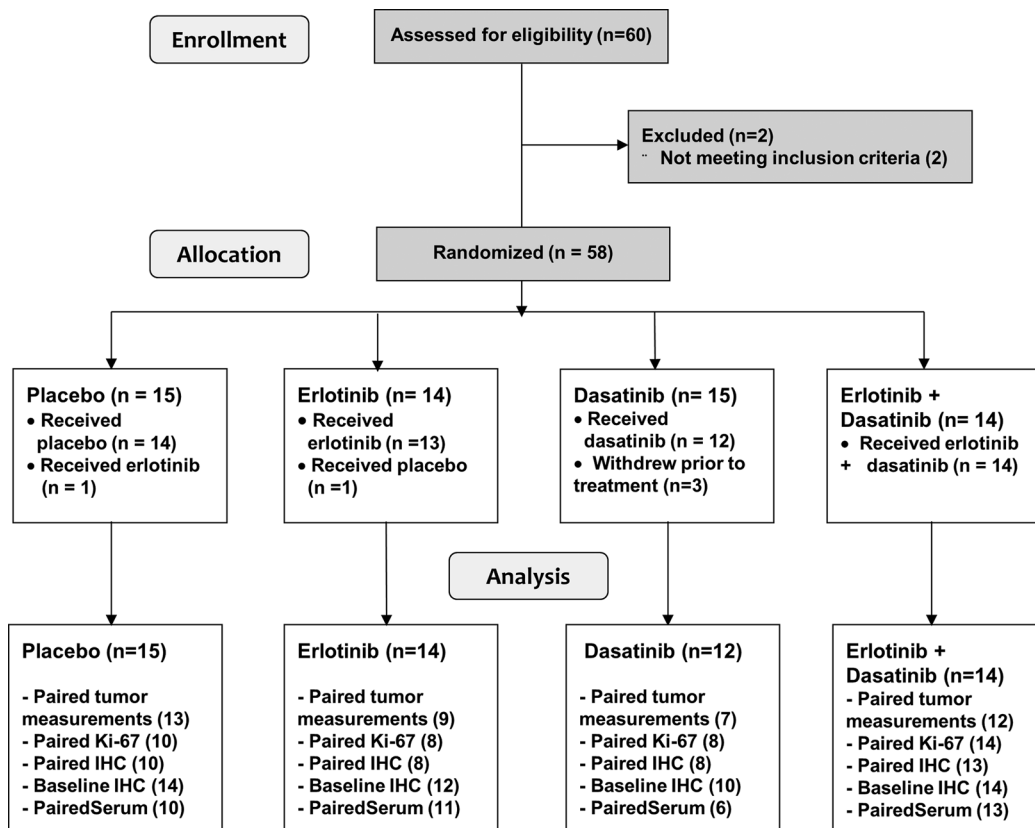 Enrollment
Assessed for eligibility (n=60)
Excluded (n=2)
¨ Not meeting inclusion criteria (2)
Allocation
Randomized (n = 58)
Placebo (n = 15)
• Received
placebo (n = 14)
• Received erlotinib
(n = 1)
Erlotinib (n = 14)
• Received
erlotinib (n =13)
• Received placebo
(n =1)
Dasatinib (n = 15)
• Received
dasatinib (n = 12)
• Withdrew prior to
treatment (n=3)
Erlotinib +
Dasatinib (n= 14)
• Received erlotinib
+ dasatinib (n = 14)
Analysis
Placebo (n=15)
- Paired tumor
measurements (13)
- Paired Ki-67 (10)
- Paired IHC (10)
- Baseline IHC (14)
- PairedSerum (10)
Erlotinib (n=14)
- Paired tumor
measurements (9)
- Paired Ki-67 (8)
- Paired IHC (8)
- Baseline IHC (12)
- PairedSerum (11)
Dasatinib (n=12)
- Paired tumor
measurements (7)
- Paired Ki-67 (8)
- Paired IHC (8)
- Baseline IHC (10)
- PairedSerum (6)
Erlotinib +
Dasatinib (n=14)
- Paired tumor
measurements (12)
- Paired Ki-67 (14)
- Paired IHC (13)
- Baseline IHC (14)
- PairedSerum (13)